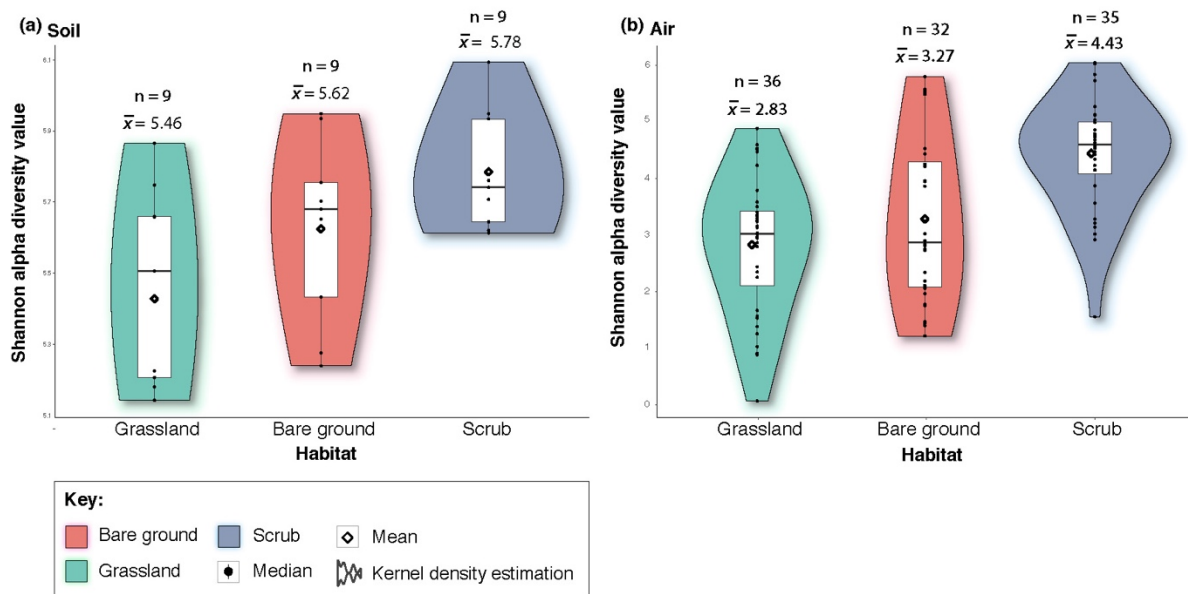 (a) Soil
n = 9
x̄ = 5.78
n = 9
x̄ = 5.62
n = 9
x̄ = 5.46
6.1
5.9
5.7
5.5
5.3
5.1
Shannon alpha diversity value
Grassland Bare ground Scrub
Habitat
(b) Air
n = 35
x̄ = 4.43
n = 32
x̄ = 3.27
n = 36
x̄ = 2.83
6
5
4
3
2
1
0
Shannon alpha diversity value
Grassland Bare ground Scrub
Habitat
Key:
Bare ground Scrub Mean
Grassland Median Kernel density estimation